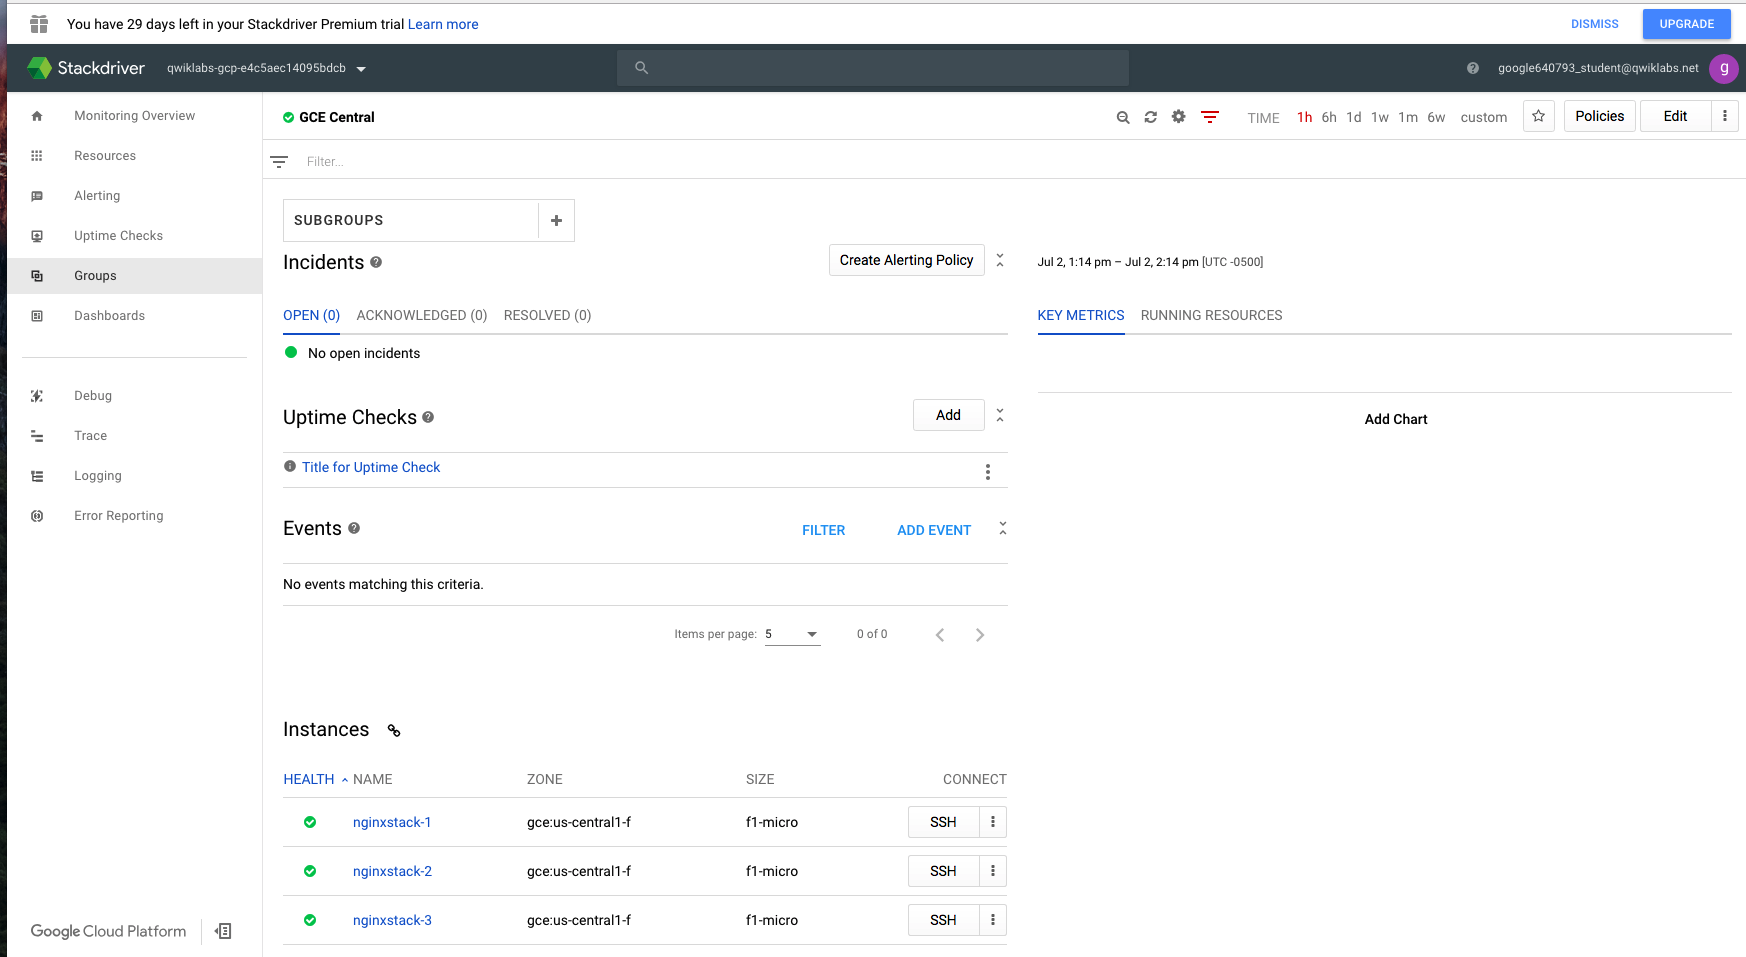 You have 29 days left in your Stackdriver Premium trial Learn more
DISMISS
UPGRADE
Stackdriver
qwiklabs-gcp-e4c5aec14095bdcb
google640793_student@qwiklabs.net
g
Monitoring Overview
Resources
Alerting
Uptime Checks
Groups
Dashboards
Debug
Trace
Logging
Error Reporting
Google Cloud Platform
GCE Central
TIME 1h 6h 1d 1w 1m 6w custom
Policies
Edit
Filter...
SUBGROUPS
Incidents
Create Alerting Policy
OPEN (0) ACKNOWLEDGED (0) RESOLVED (0)
No open incidents
Uptime Checks
Add
Title for Uptime Check
Events
FILTER
ADD EVENT
No events matching this criteria.
Items per page: 5
0 of 0
Jul 2, 1:14 pm – Jul 2, 2:14 pm [UTC -0500]
KEY METRICS RUNNING RESOURCES
Add Chart
Instances
HEALTH NAME ZONE SIZE CONNECT
nginxstack-1 gce:us-central1-f f1-micro SSH
nginxstack-2 gce:us-central1-f f1-micro SSH
nginxstack-3 gce:us-central1-f f1-micro SSH